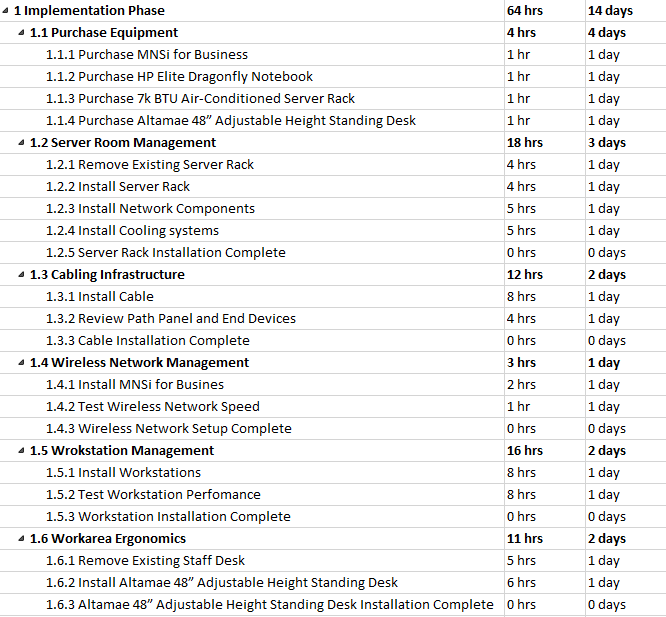 1 Implementation Phase 64 hrs 14 days
1.1 Purchase Equipment 4 hrs 4 days
1.1.1 Purchase MNSi for Business 1 hr 1 day
1.1.2 Purchase HP Elite Dragonfly Notebook 1 hr 1 day
1.1.3 Purchase 7k BTU Air-Conditioned Server Rack 1 hr 1 day
1.1.4 Purchase Altamae 48” Adjustable Height Standing Desk 1 hr 1 day
1.2 Server Room Management 18 hrs 3 days
1.2.1 Remove Existing Server Rack 4 hrs 1 day
1.2.2 Install Server Rack 4 hrs 1 day
1.2.3 Install Network Components 5 hrs 1 day
1.2.4 Install Cooling systems 5 hrs 1 day
1.2.5 Server Rack Installation Complete 0 hrs 0 days
1.3 Cabling Infrastructure 12 hrs 2 days
1.3.1 Install Cable 8 hrs 1 day
1.3.2 Review Path Panel and End Devices 4 hrs 1 day
1.3.3 Cable Installation Complete 0 hrs 0 days
1.4 Wireless Network Management 3 hrs 1 day
1.4.1 Install MNSi for Busines 2 hrs 1 day
1.4.2 Test Wireless Network Speed 1 hr 1 day
1.4.3 Wireless Network Setup Complete 0 hrs 0 days
1.5 Wrokstation Management 16 hrs 2 days
1.5.1 Install Workstations 8 hrs 1 day
1.5.2 Test Workstation Perfomance 8 hrs 1 day
1.5.3 Workstation Installation Complete 0 hrs 0 days
1.6 Workarea Ergonomics 11 hrs 2 days
1.6.1 Remove Existing Staff Desk 5 hrs 1 day
1.6.2 Install Altamae 48” Adjustable Height Standing Desk 6 hrs 1 day
1.6.3 Altamae 48” Adjustable Height Standing Desk Installation Complete 0 hrs 0 days